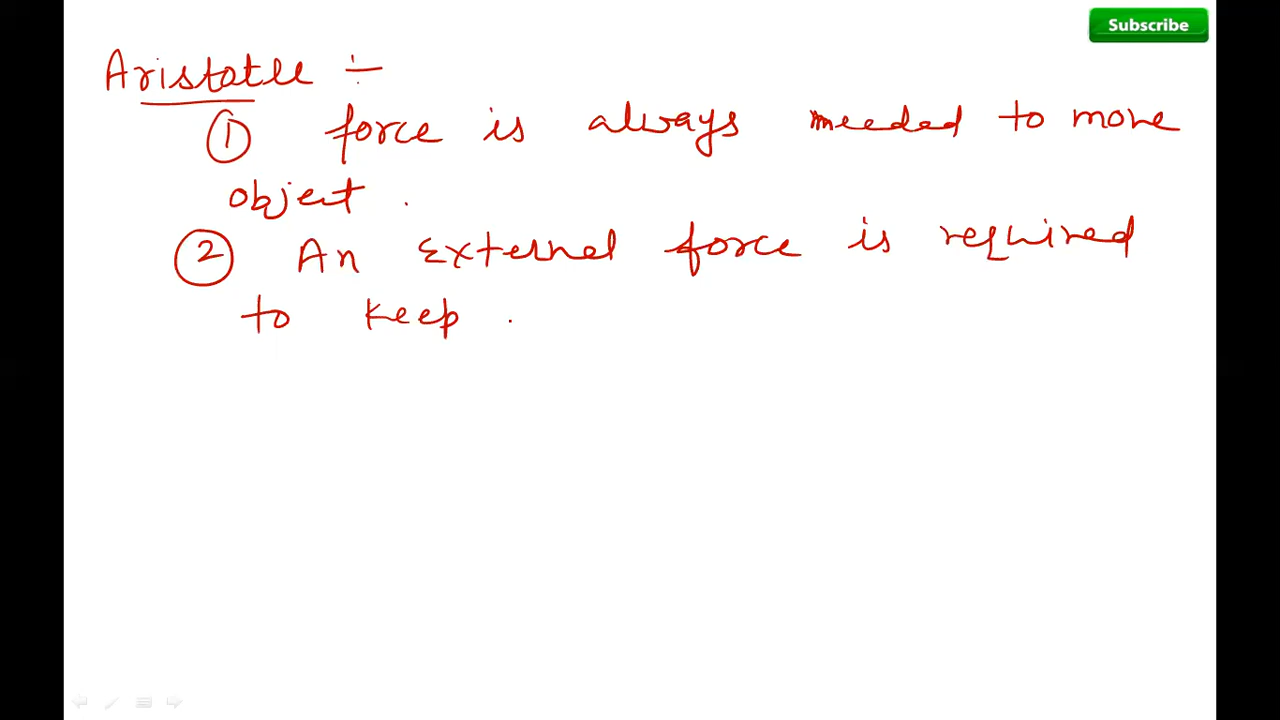 Subscribe
Aristotle :-
① force is always needed to move
object .
② An external force is required
to keep .